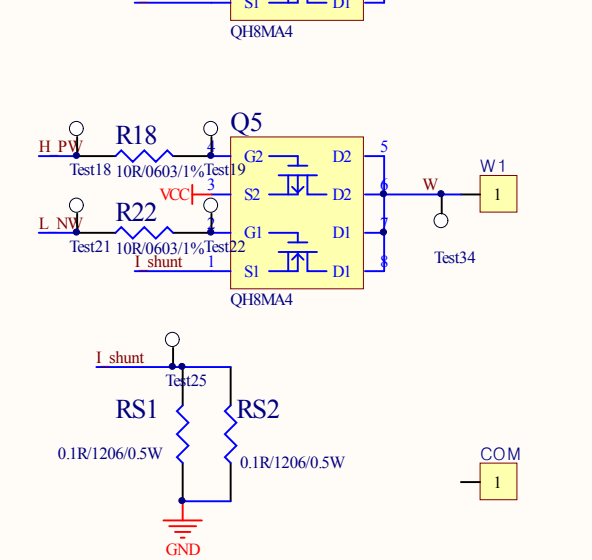 S1 D1
QH8MA4
Q5
H_PW R18 4 G2 D2 5
Test18 10R/0603/1% Test19
W1
VCC 3 S2 D2 6 W 1
L_NW R22 2 G1 D1 7
Test21 10R/0603/1% Test22
Test34
I_shunt 1 S1 D1 8
QH8MA4
I_shunt
Test25
RS1 RS2
0.1R/1206/0.5W 0.1R/1206/0.5W
COM
1
GND